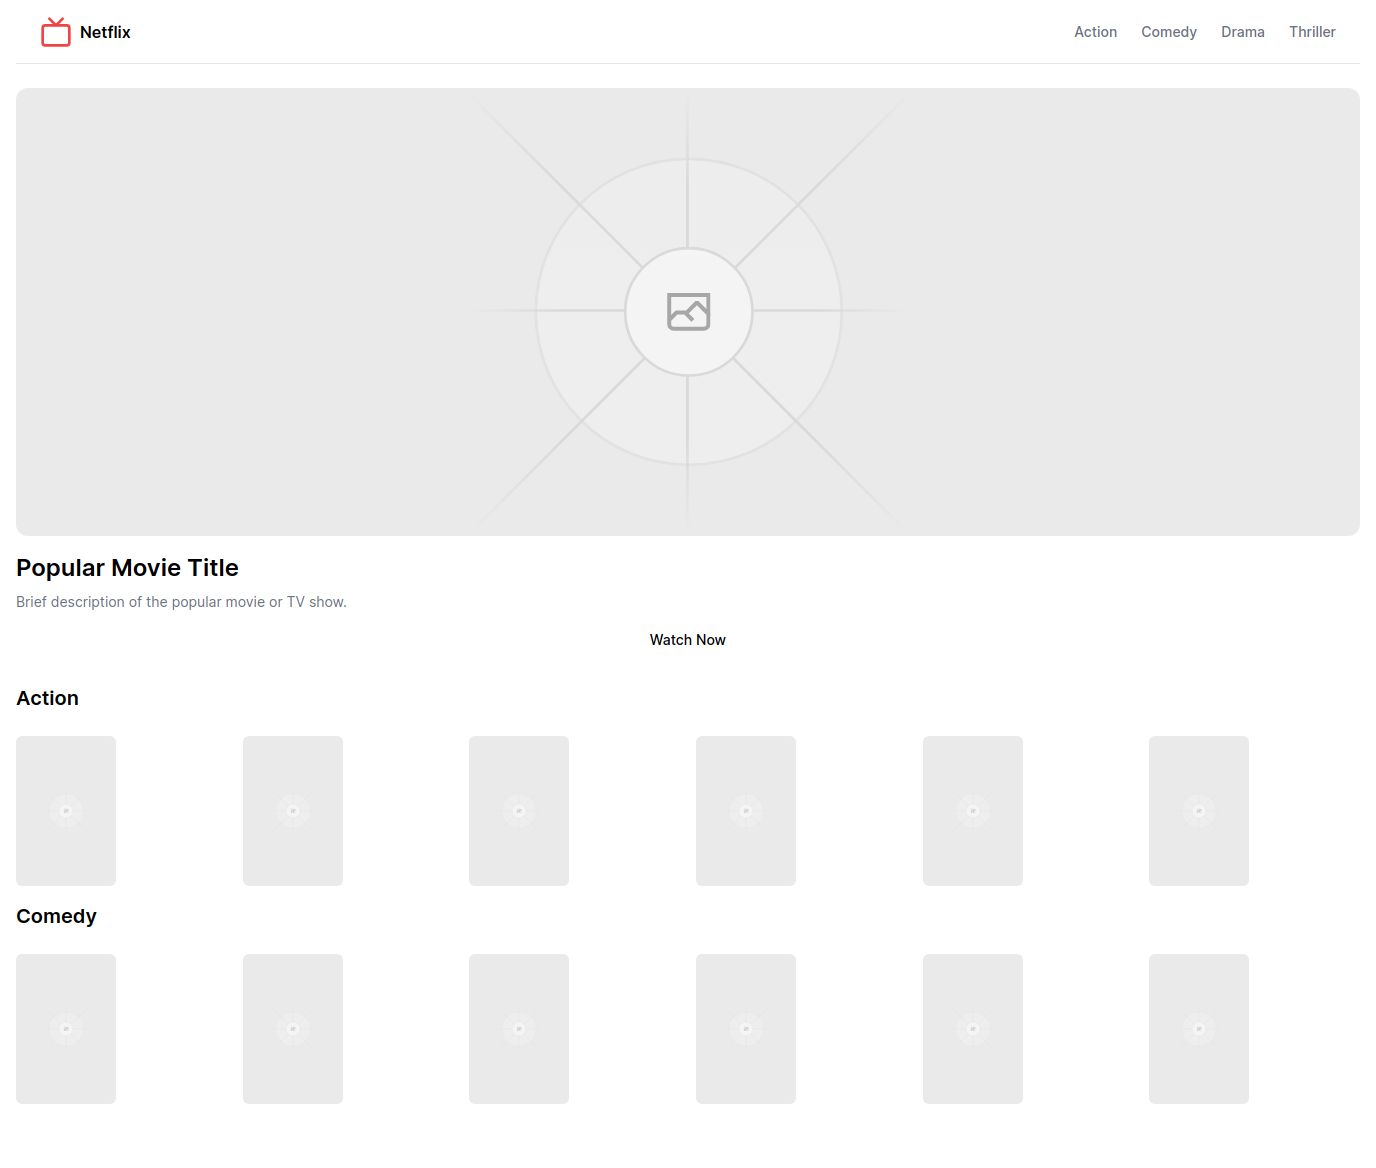 Netflix
Action Comedy Drama Thriller
Popular Movie Title
Brief description of the popular movie or TV show.
Watch Now
Action
Comedy